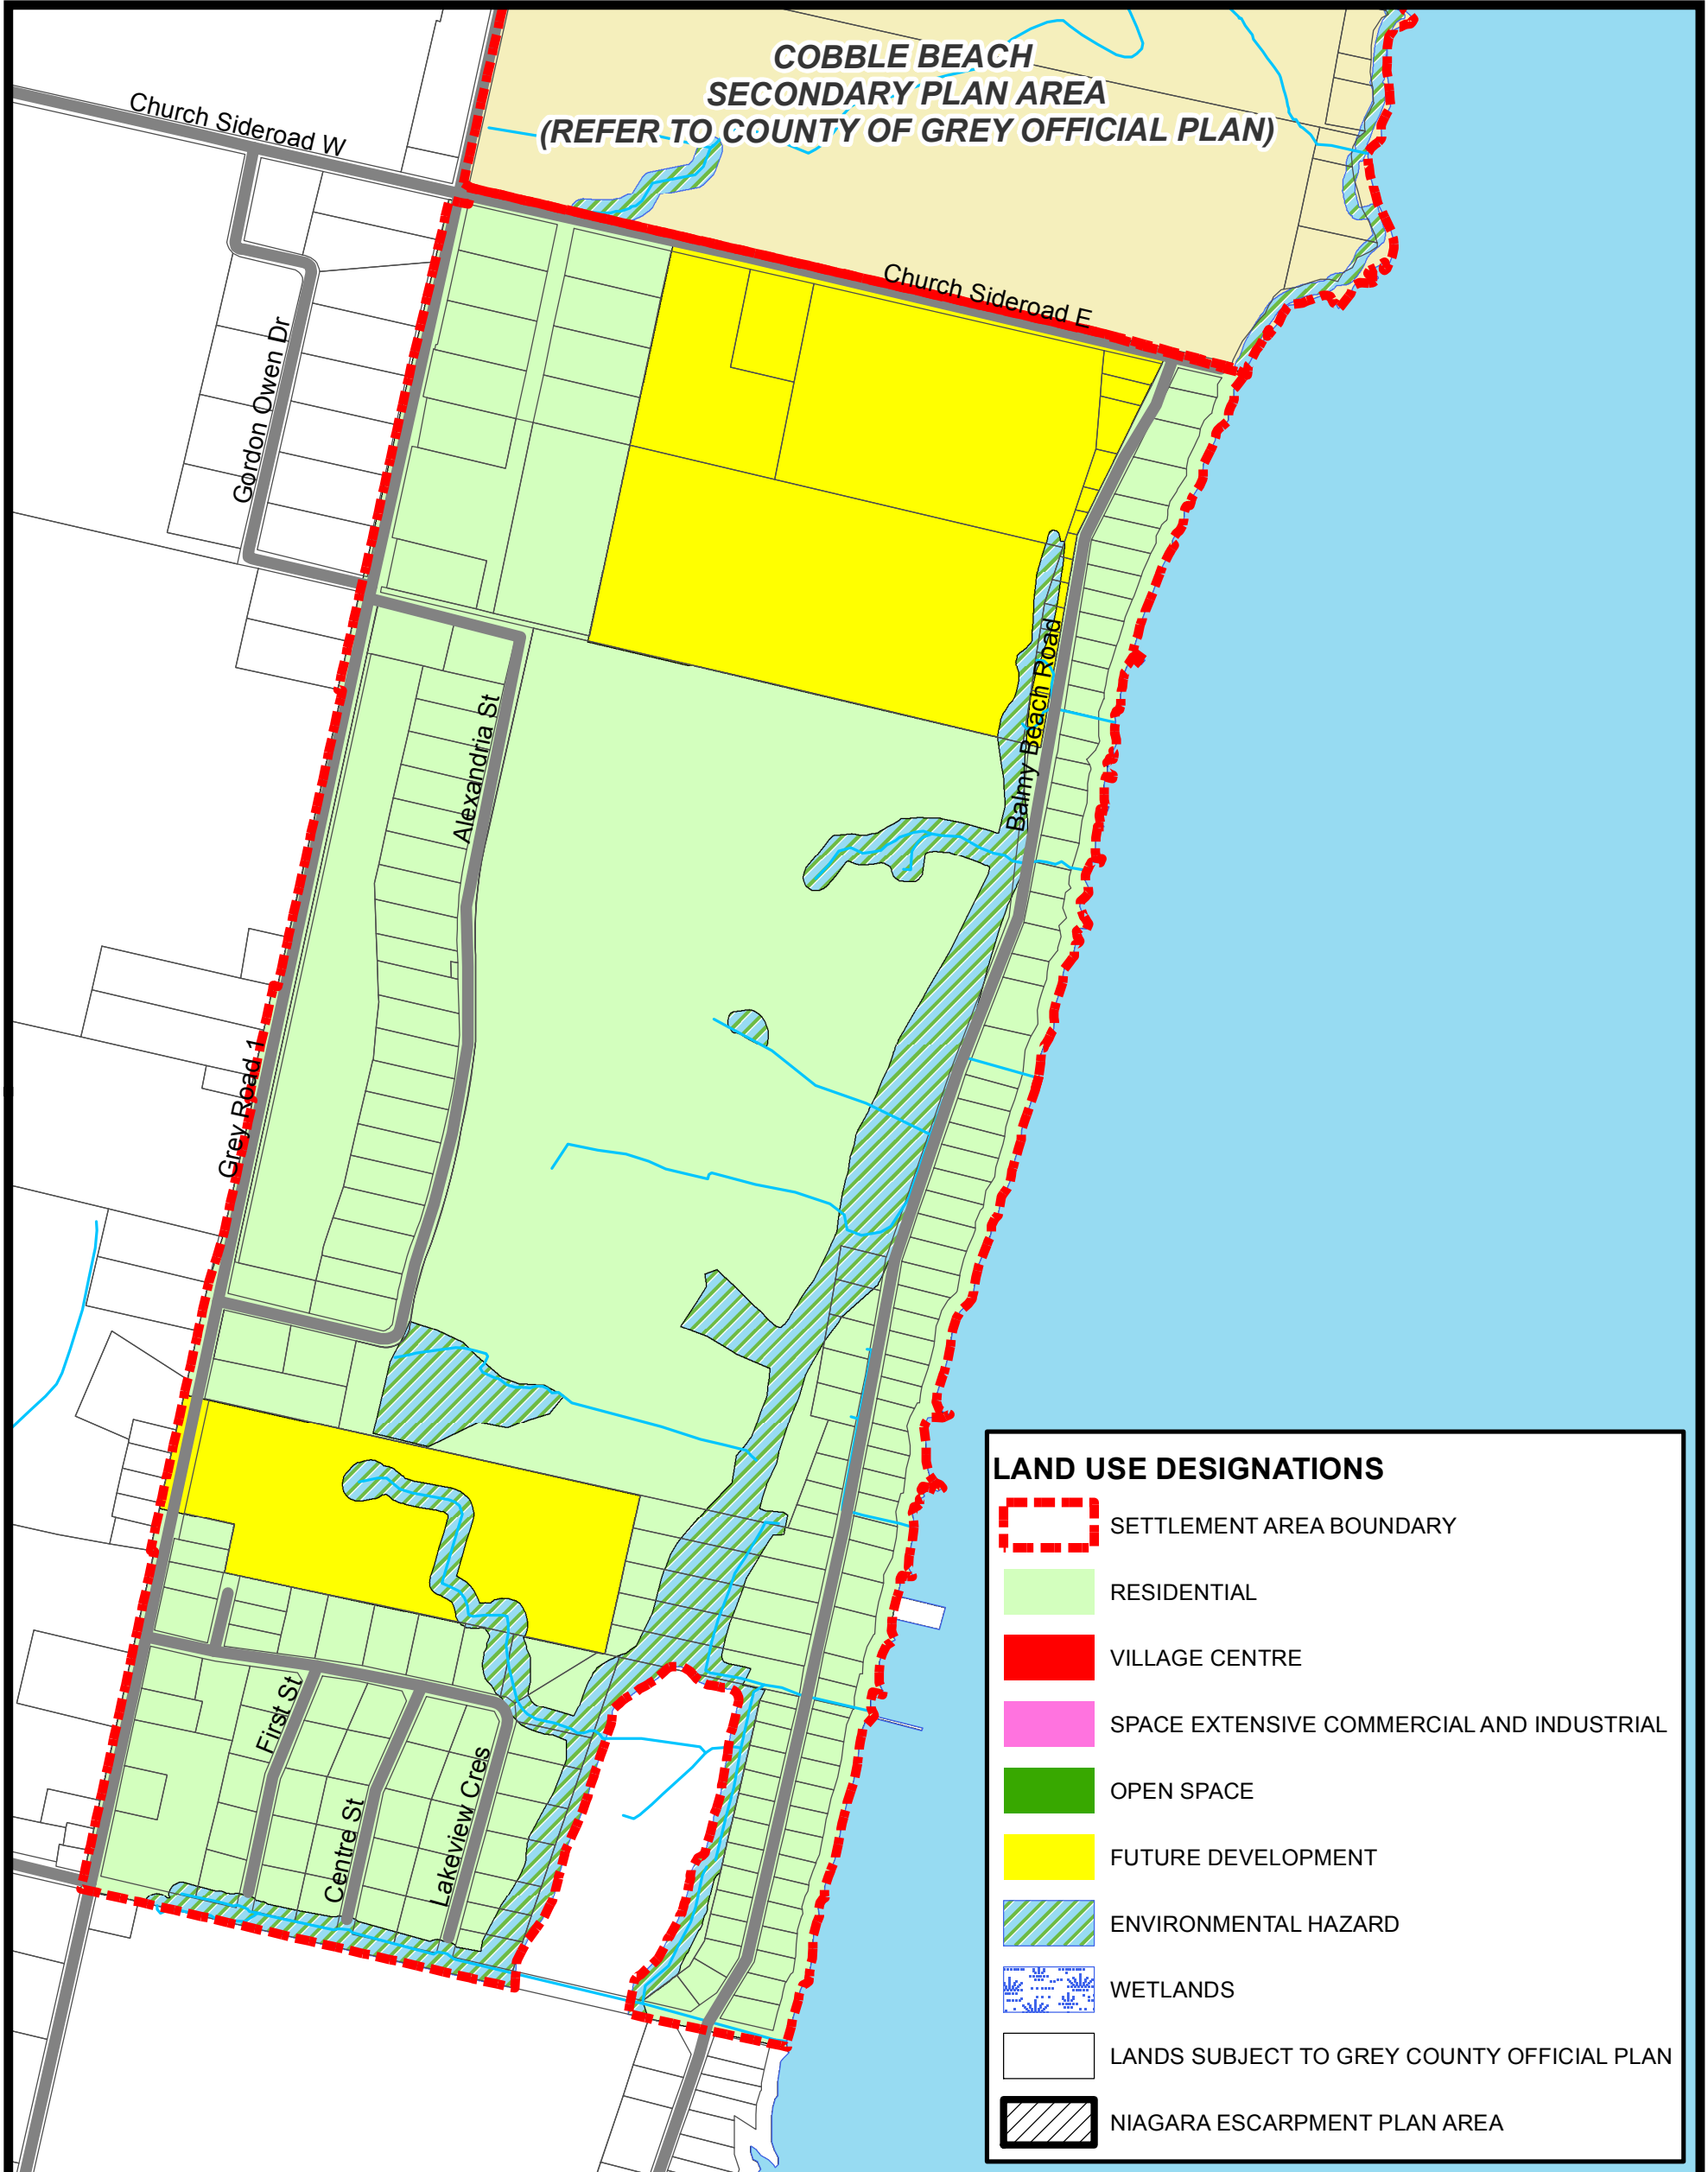 COBBLE BEACH
SECONDARY PLAN AREA
(REFER TO COUNTY OF GREY OFFICIAL PLAN)
Church Sideroad W
Church Sideroad E
Gordon Owen Dr
Balmy Beach Road
Alexandria St
Grey Road 1
First St
Centre St
Lakeview Cres
LAND USE DESIGNATIONS
SETTLEMENT AREA BOUNDARY
RESIDENTIAL
VILLAGE CENTRE
SPACE EXTENSIVE COMMERCIAL AND INDUSTRIAL
OPEN SPACE
FUTURE DEVELOPMENT
ENVIRONMENTAL HAZARD
WETLANDS
LANDS SUBJECT TO GREY COUNTY OFFICIAL PLAN
NIAGARA ESCARPMENT PLAN AREA